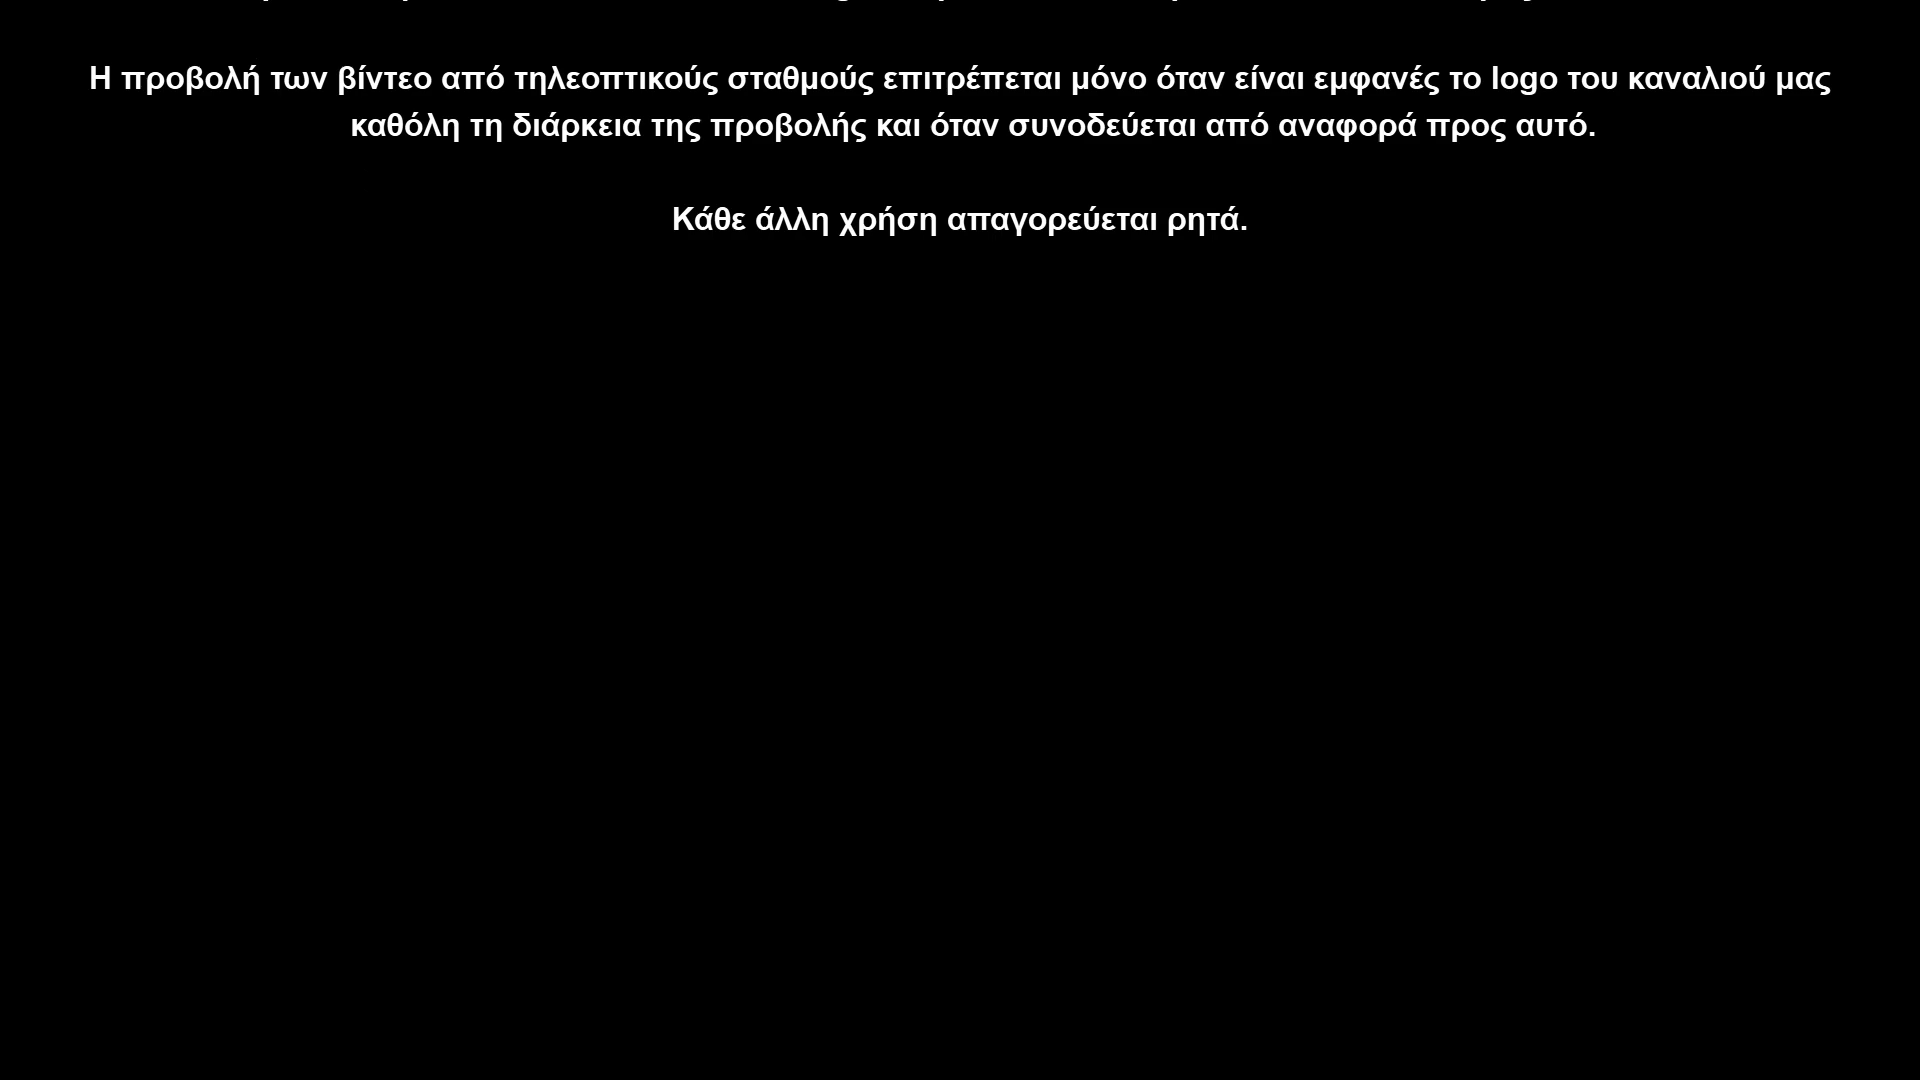 Η προβολή των βίντεο από τηλεοπτικούς σταθμούς επιτρέπεται μόνο όταν είναι εμφανές το logo του καναλιού μας
καθόλη τη διάρκεια της προβολής και όταν συνοδεύεται από αναφορά προς αυτό.
Κάθε άλλη χρήση απαγορεύεται ρητά.